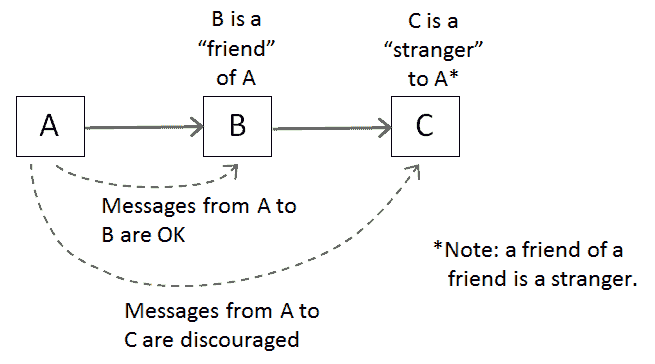 B is a
“friend”
of A
C is a
“stranger”
to A*
A
B
C
Messages from A to
B are OK
*Note: a friend of a
friend is a stranger.
Messages from A to
C are discouraged